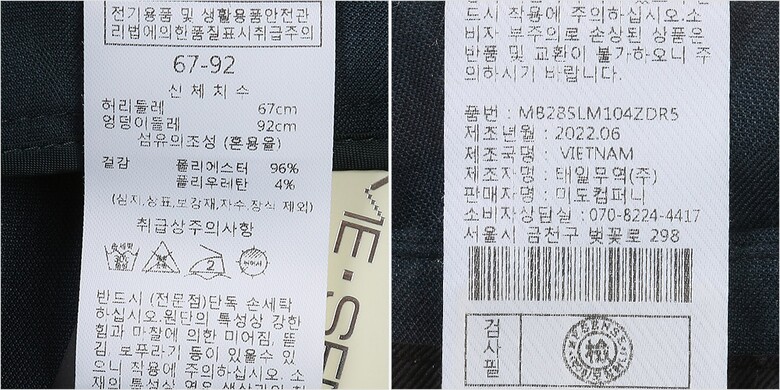 전기용품 및 생활용품안전관
리법에의한품질표시취급주의
67-92
신체치수
허리둘레 67cm
엉덩이둘레 92cm
섬유의조성 (혼용율)
겉감 폴리에스터 96%
폴리우레탄 4%
(심지,상표,보강재,자수,장식 제외)
취급상주의사항
반드시 (전문점)단독 손세탁
하십시오.원단의 특성상 강한
힘과 마찰에 의한 미어짐, 뜯
김, 보푸라기 등이 있을수 있
으니 착용에 주의하십시오. 소
드시 착용에 주의하십시오.소
비자 부주의로 손상된 상품은
반품 및 교환이 불가하오니 주
의하시기 바랍니다.
품번 : MB28SLM104ZDR5
제조년월 : 2022.06
제조국명 : VIETNAM
제조자명 : 태일무역(주)
판매자명 : 미도컴퍼니
소비자상담실 : 070-8224-4417
서울시 금천구 벚꽃로 298
검사필